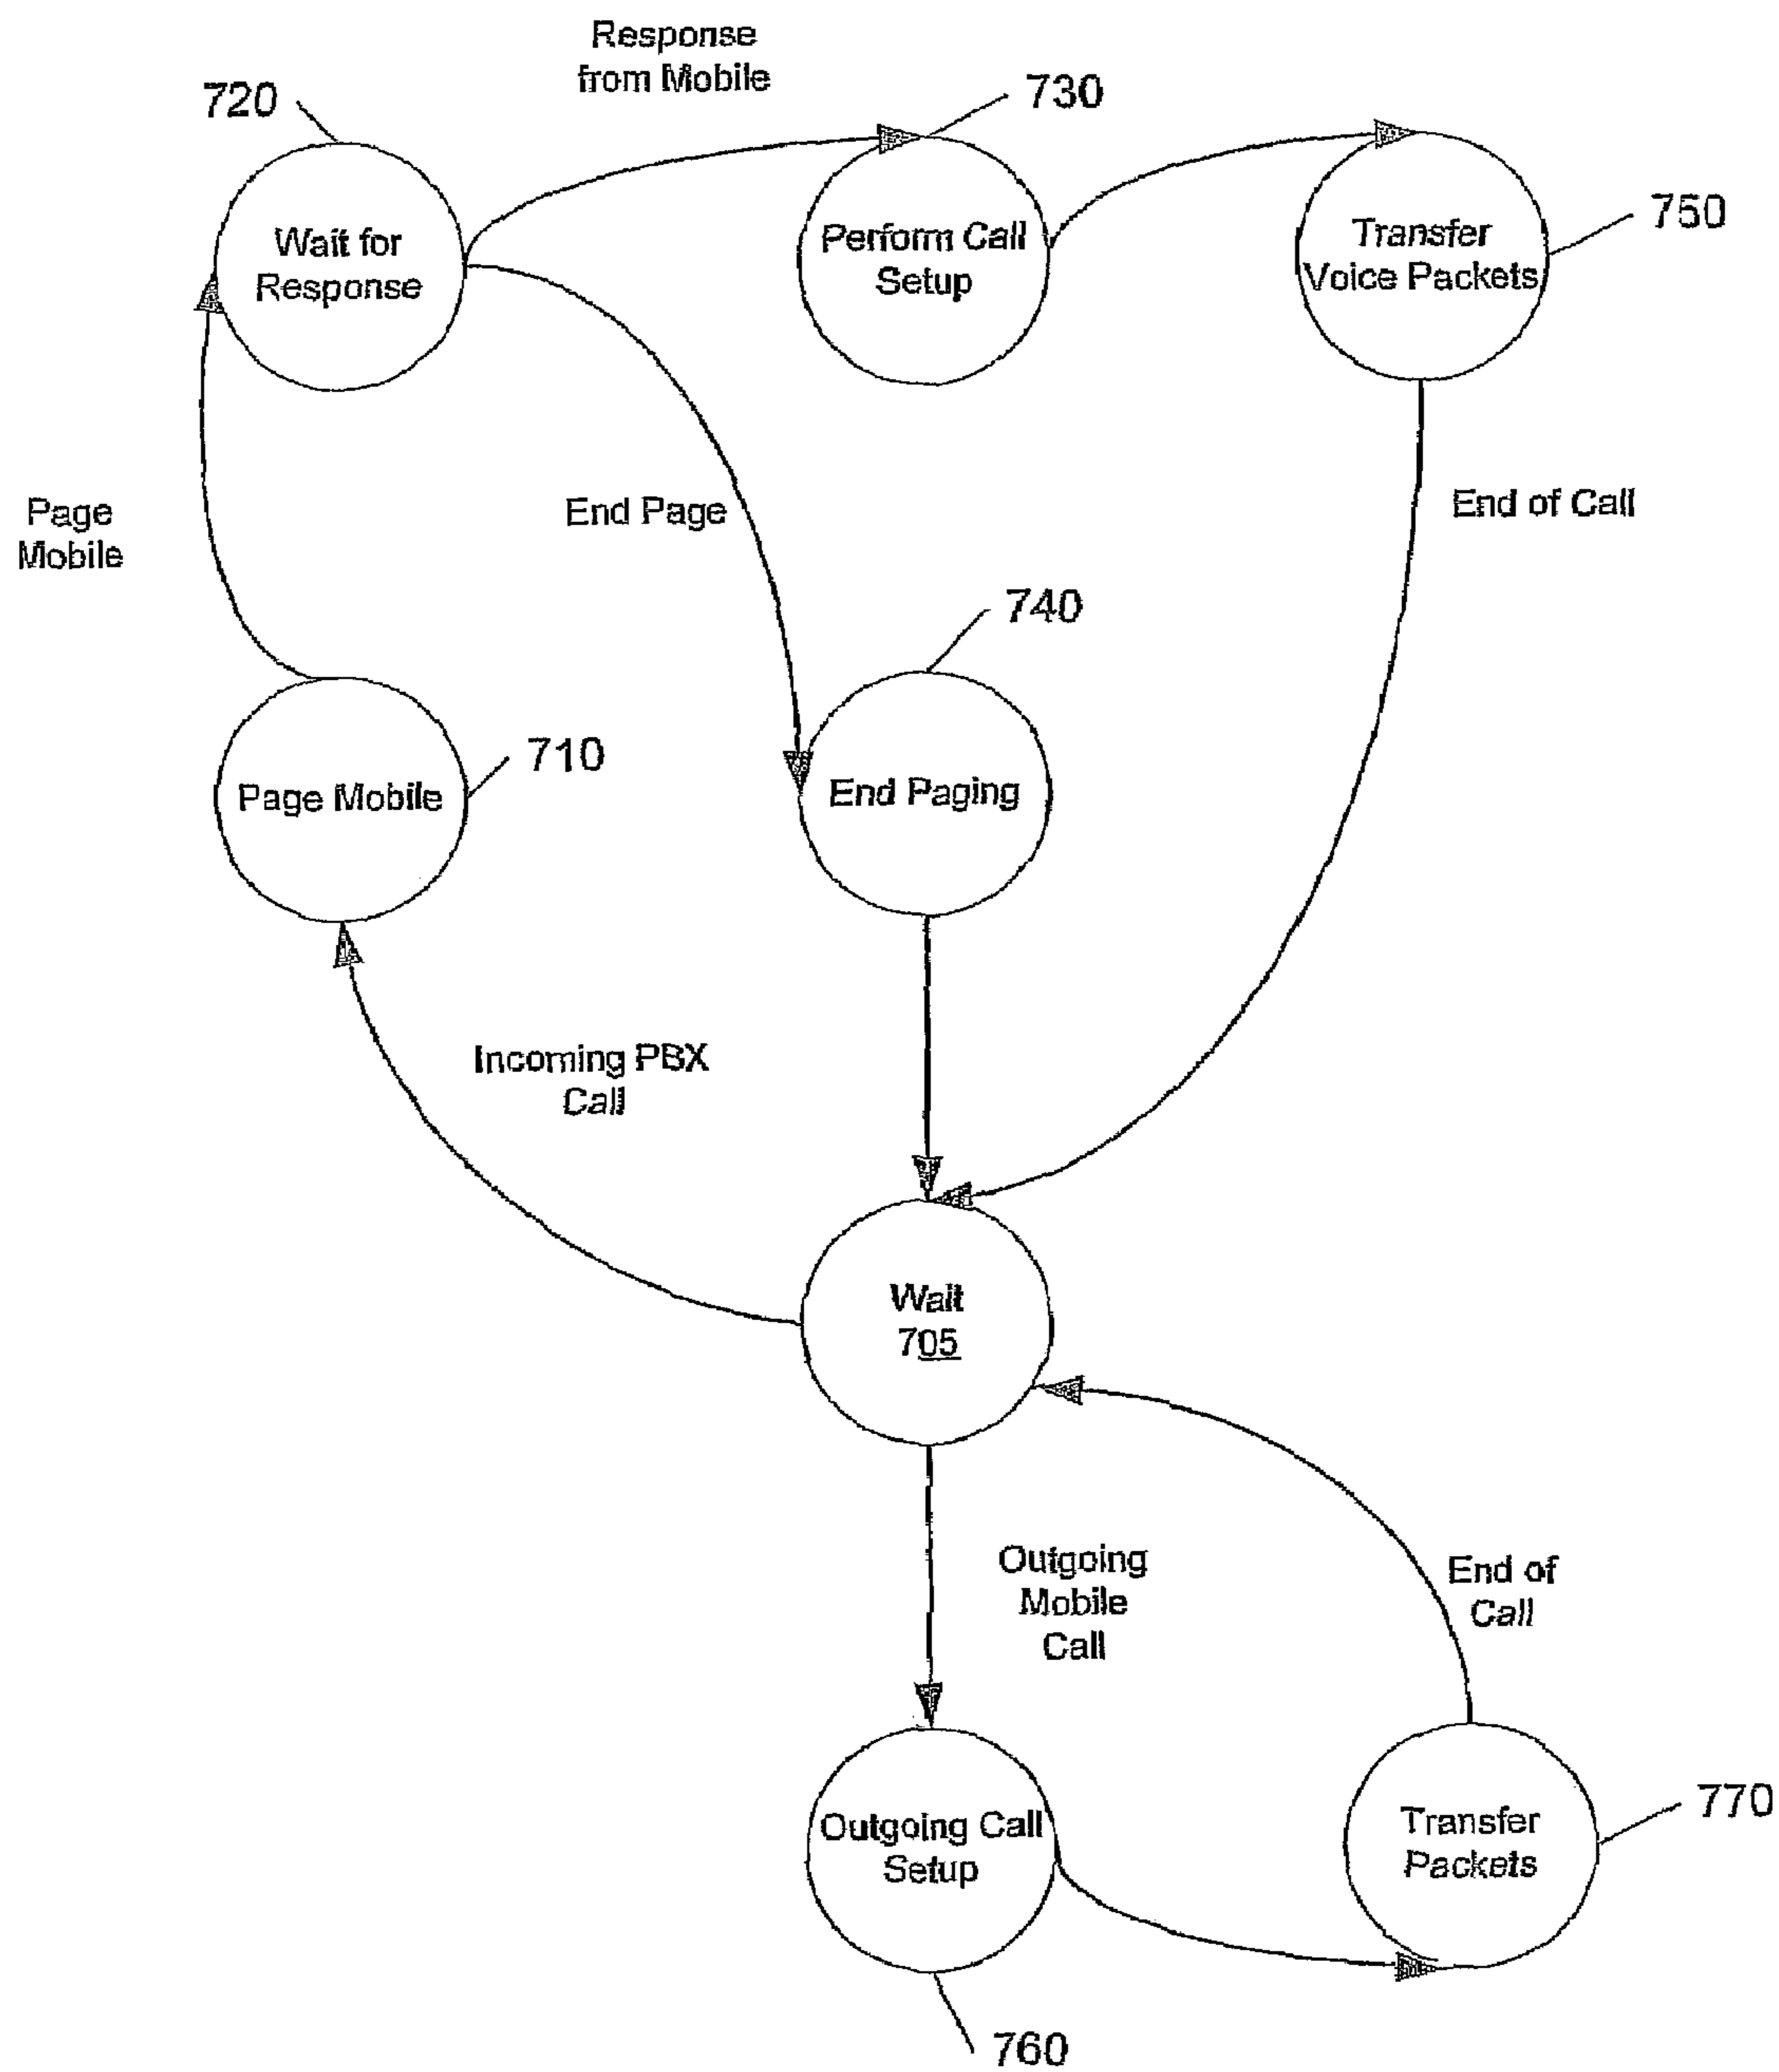 Response
from Mobile
720
730
750
Wait for
Response
Perform Call
Setup
Transfer
Voice Packets
Page
Mobile
End Page
End of Call
740
710
Page Mobile
End Paging
Incoming PBX
Call
Wait
705
Outgoing
Mobile
Call
End of
Call
Outgoing Call
Setup
Transfer
Packets
770
760